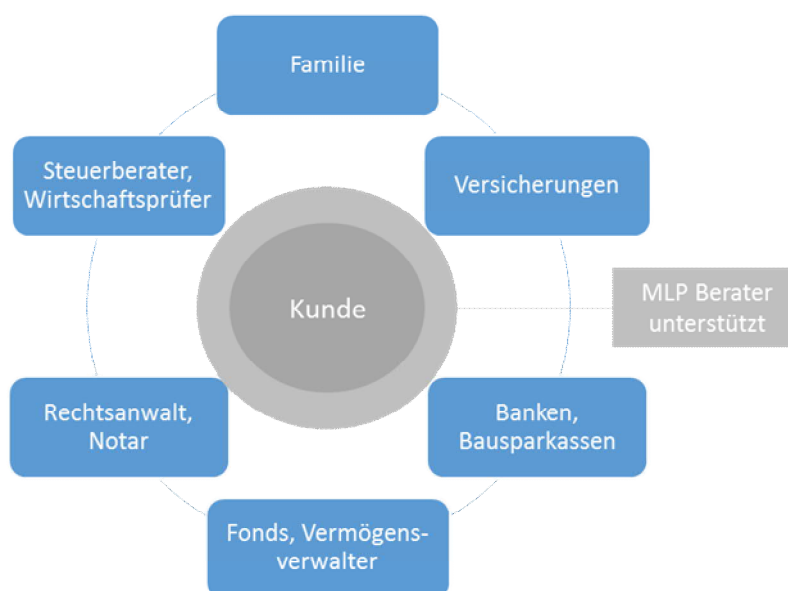 Familie
Steuerberater,
Wirtschaftsprüfer
Versicherungen
Kunde
MLP Berater
unterstützt
Rechtsanwalt,
Notar
Banken,
Bausparkassen
Fonds, Vermögens-
verwalter